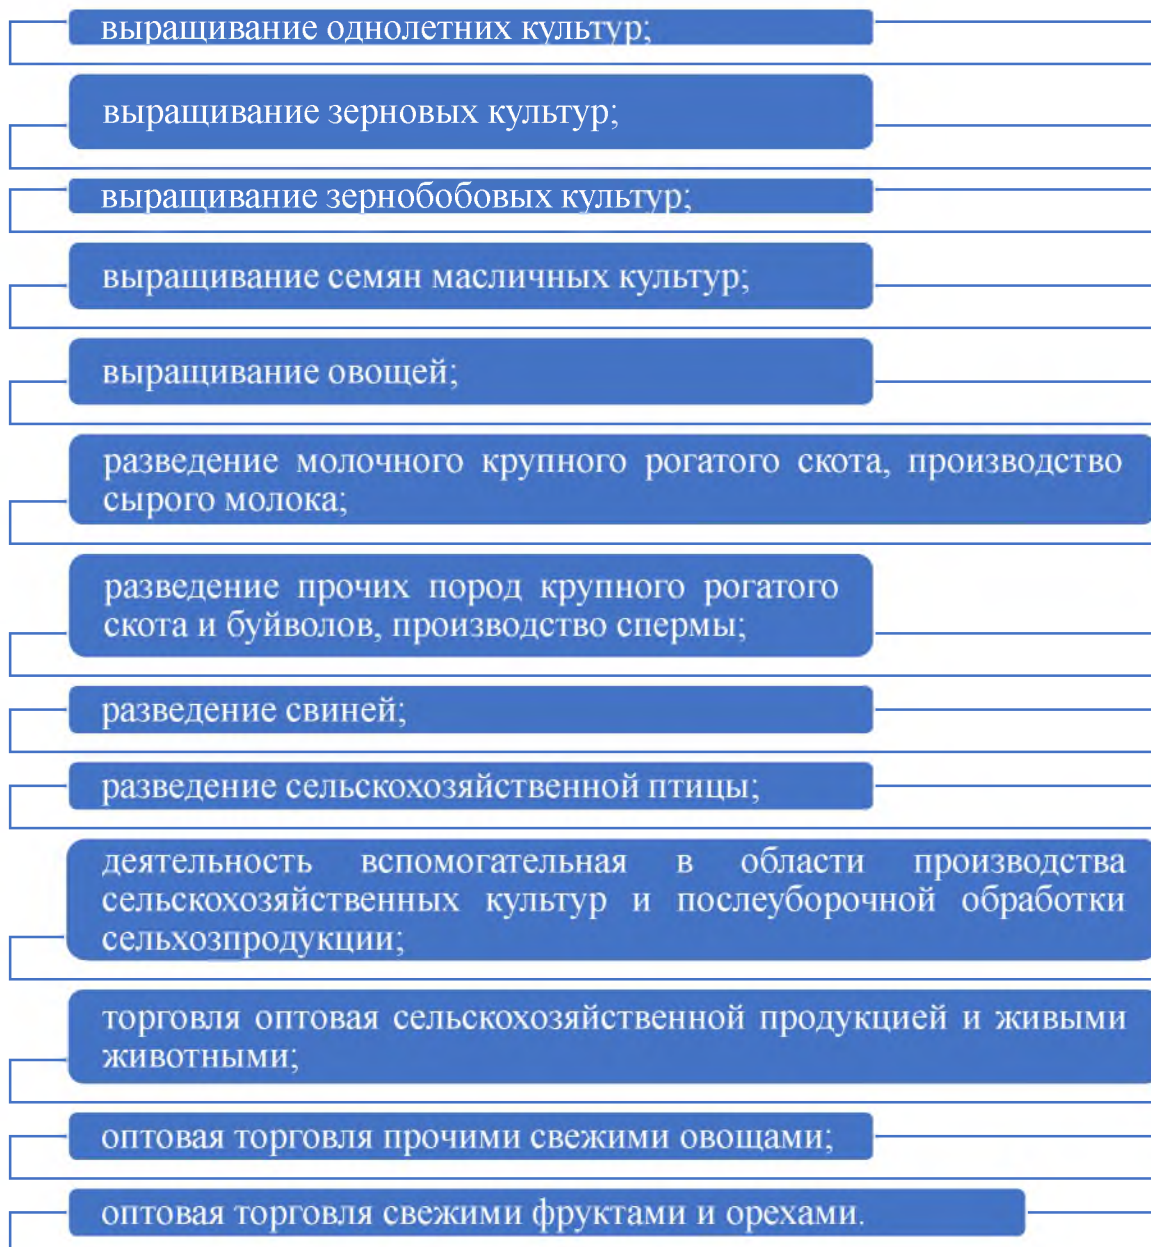 выращивание однолетних культур;
выращивание зерновых культур;
выращивание зернобобовых культур;
выращивание семян масличных культур;
выращивание овощей;
разведение молочного крупного рогатого скота, производство
сырого молока;
разведение прочих пород крупного рогатого
скота и буйволов, производство спермы;
разведение свиней;
разведение сельскохозяйственной птицы;
деятельность вспомогательная в области производства
сельскохозяйственных культур и послеуборочной обработки
сельхозпродукции;
торговля оптовая сельскохозяйственной продукцией и живыми
животными;
оптовая торговля прочими свежими овощами;
оптовая торговля свежими фруктами и орехами.